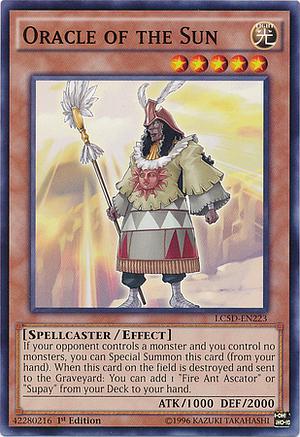 ORACLE OF THE SUN
LIGHT
光
LC5D-EN223
[SPELLCASTER / EFFECT]
If your opponent controls a monster and you control no
monsters, you can Special Summon this card (from your
hand). When this card on the field is destroyed and sent
to the Graveyard: You can add 1 "Fire Ant Ascator" or
"Supay" from your Deck to your hand.
ATK/1000 DEF/2000
42280216 1st Edition ©1996 KAZUKI TAKAHASHI